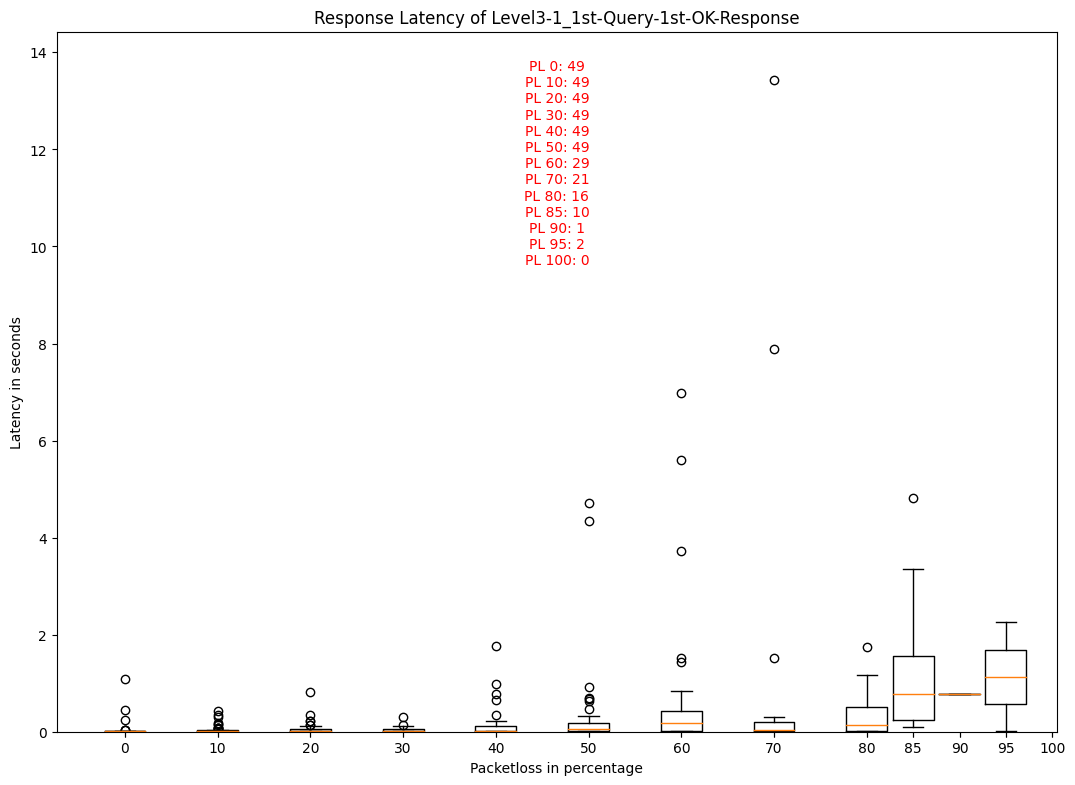 Response Latency of Level3-1_1st-Query-1st-OK-Response
14
12
10
8
6
4
2
0
Latency in seconds
PL 0: 49
PL 10: 49
PL 20: 49
PL 30: 49
PL 40: 49
PL 50: 49
PL 60: 29
PL 70: 21
PL 80: 16
PL 85: 10
PL 90: 1
PL 95: 2
PL 100: 0
0 10 20 30 40 50 60 70 80 85 90 95 100
Packetloss in percentage